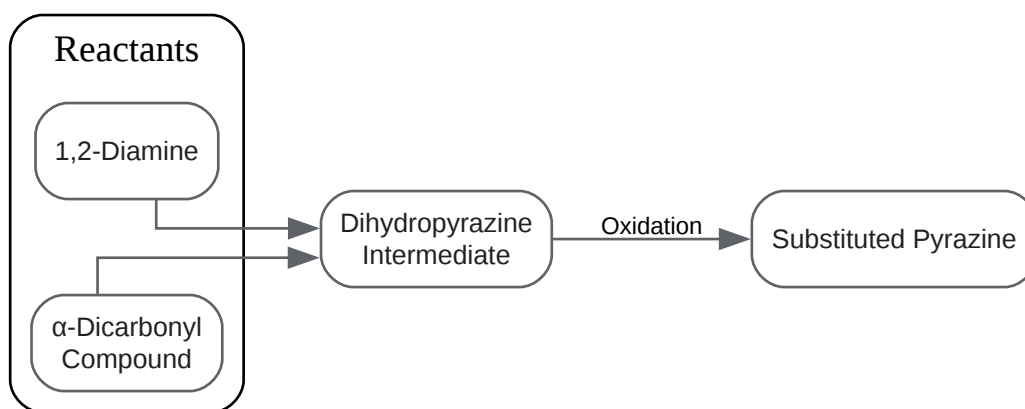 Reactants
1,2-Diamine
α-Dicarbonyl
Compound
Dihydropyrazine
Intermediate
Oxidation
Substituted Pyrazine